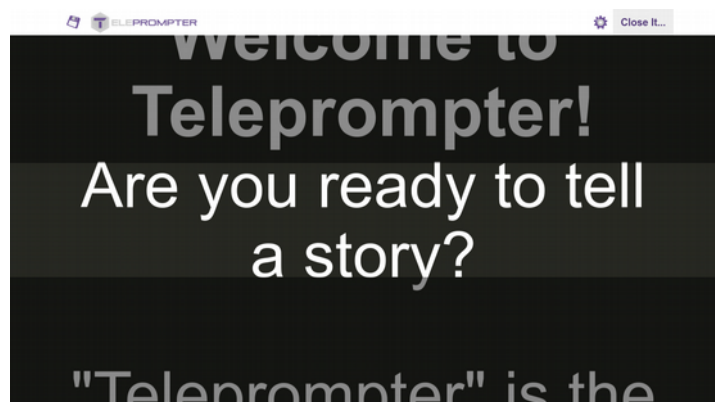 TELEPROMPTER
Close It...
Welcome to
Teleprompter!
Are you ready to tell
a story?
"Teleprompter" is the